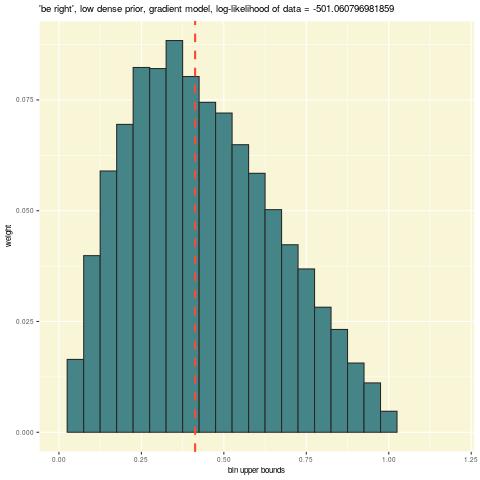 'be right', low dense prior, gradient model, log-likelihood of data = -501.060796981859
0.075
0.050
0.025
0.000
weight
0.00 0.25 0.50 0.75 1.00 1.25
bin upper bounds